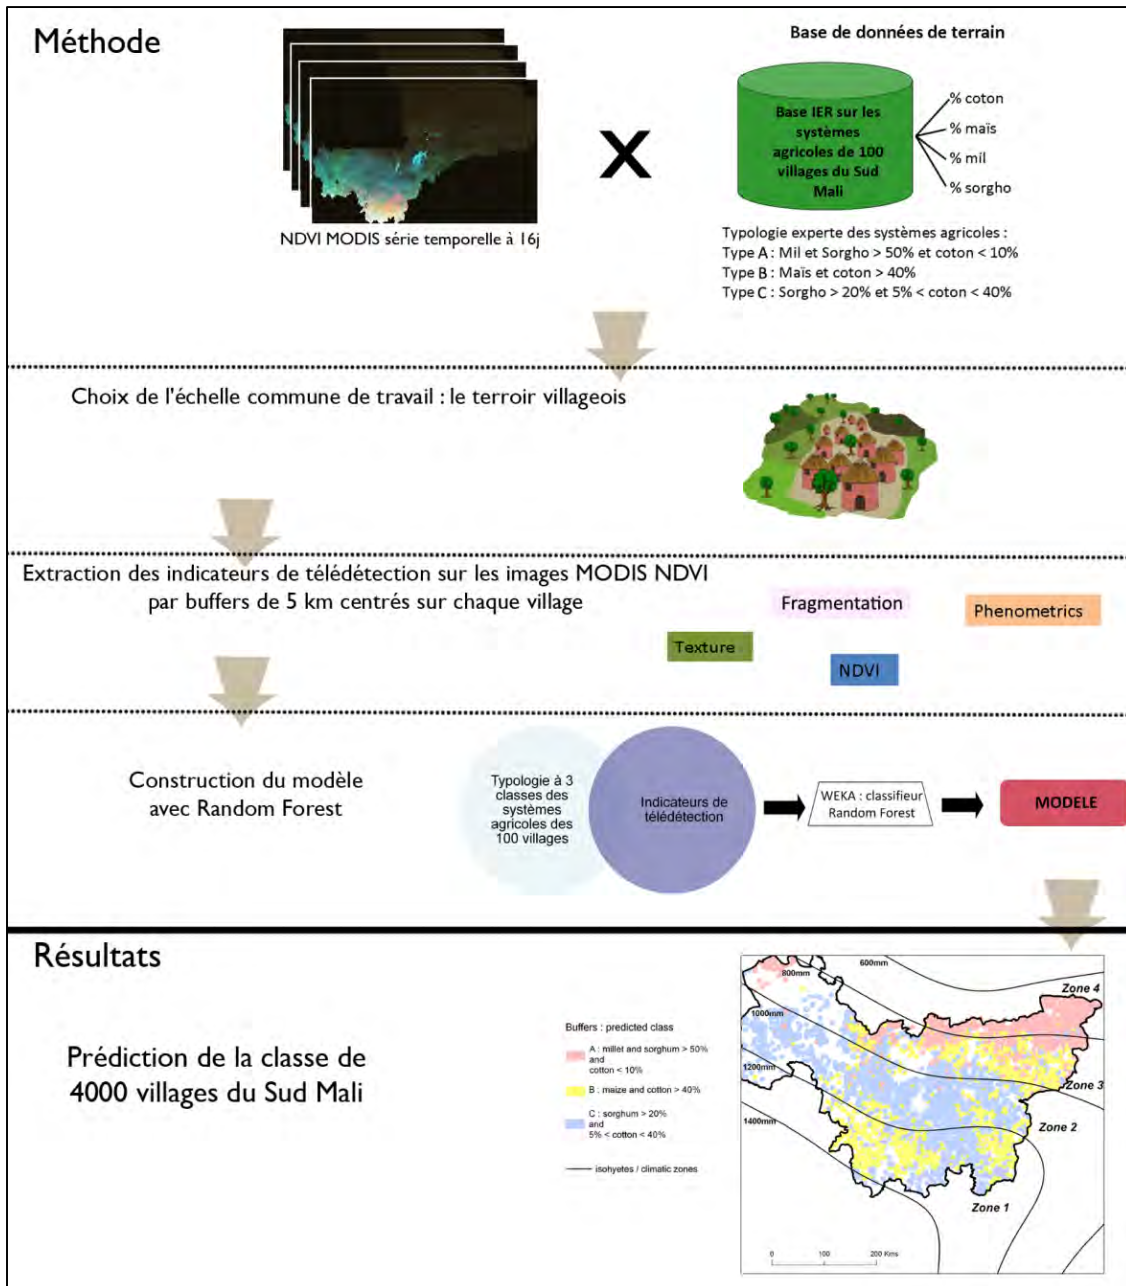 Méthode
NDVI MODIS série temporelle à 16j
X
Base de données de terrain
Base IER sur les
systèmes
agricoles de 100
villages du Sud
Mali
% coton
% maïs
% mil
% sorgho
Typologie experte des systèmes agricoles :
Type A : Mil et Sorgho > 50% et coton < 10%
Type B : Maïs et coton > 40%
Type C : Sorgho > 20% et 5% < coton < 40%
Choix de l'échelle commune de travail : le terroir villageois
Extraction des indicateurs de télédétection sur les images MODIS NDVI
par buffers de 5 km centrés sur chaque village
Fragmentation
Phenometrics
Texture
NDVI
Construction du modèle
avec Random Forest
Typologie à 3
classes des
systèmes
agricoles des
100 villages
Indicateurs de
télédétection
WEKA : classifieur
Random Forest
MODELE
Résultats
Prédiction de la classe de
4000 villages du Sud Mali
Buffers : predicted class
A : millet and sorghum > 50%
and
cotton < 10%
B : maize and cotton > 40%
C : sorghum > 20%
and
5% < cotton < 40%
isohyetes / climatic zones
600mm
800mm
1000mm
1200mm
1400mm
Zone 4
Zone 3
Zone 2
Zone 1
0 100 200 Kms